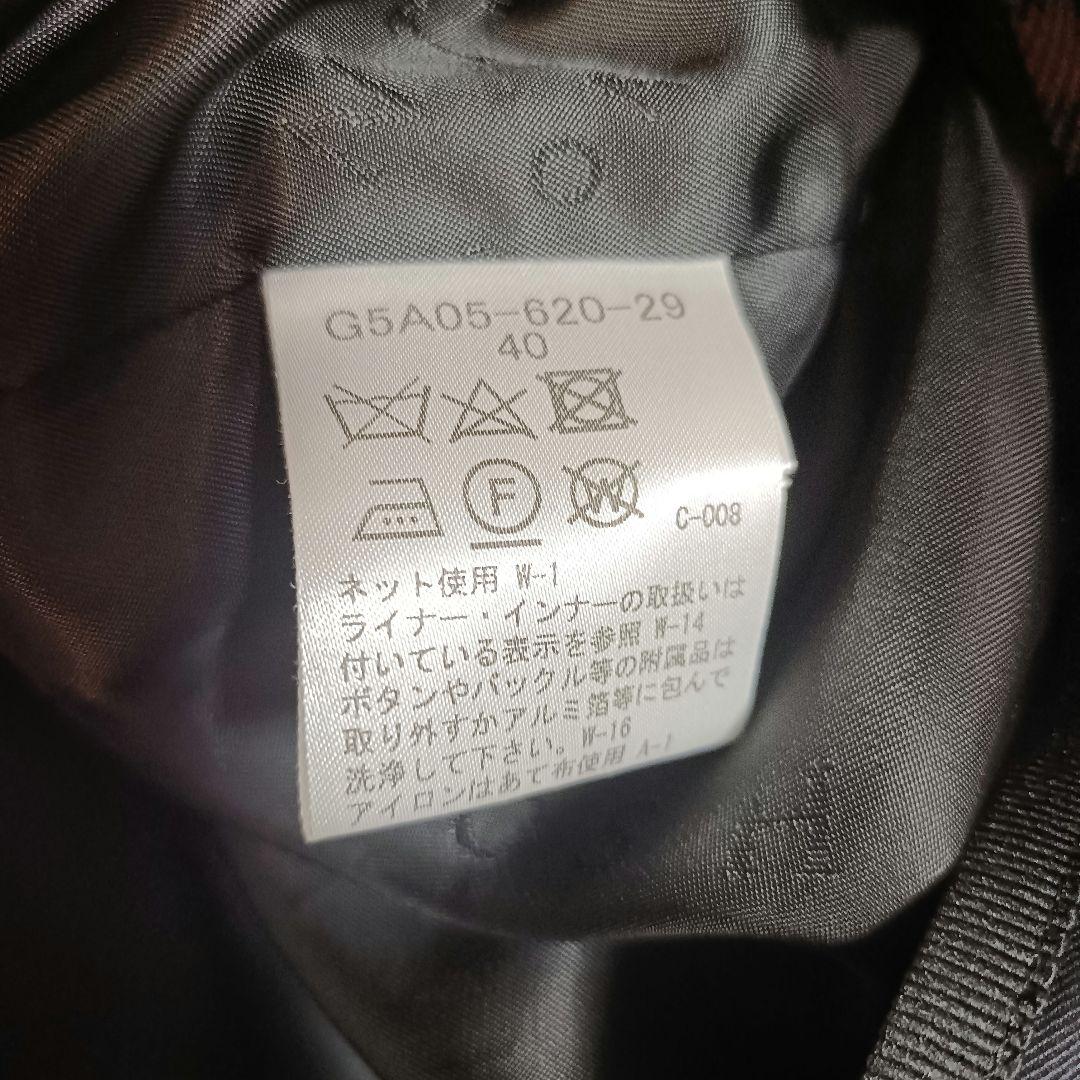 G5A05-620-29
40
F
W
C-008
ネット使用 W-1
ライナー・インナーの取扱いは
付いている表示を参照 W-14
ボタンやバックル等の附属品は
取り外すかアルミ箔等に包んで
洗浄して下さい。W-16
アイロンはあて布使用 A-1